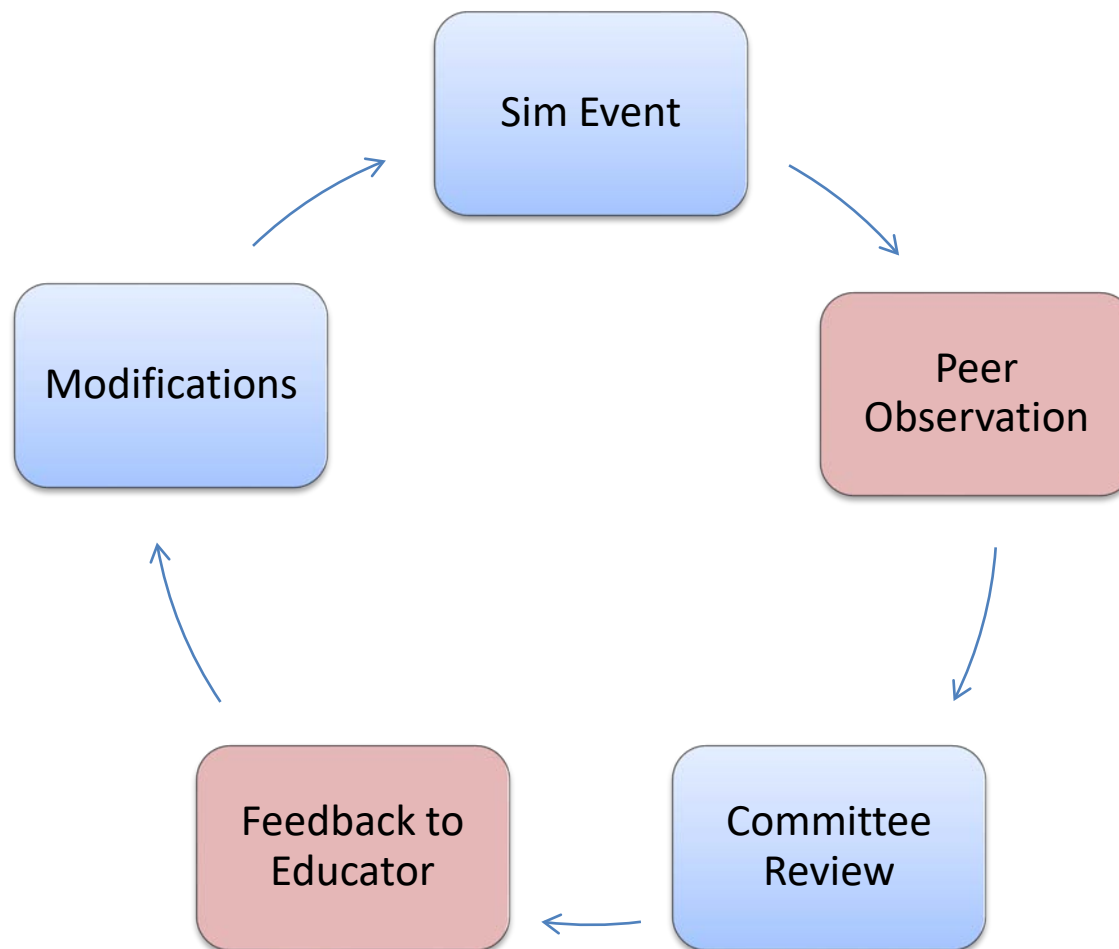 Sim Event
Peer
Observation
Committee
Review
Feedback to
Educator
Modifications